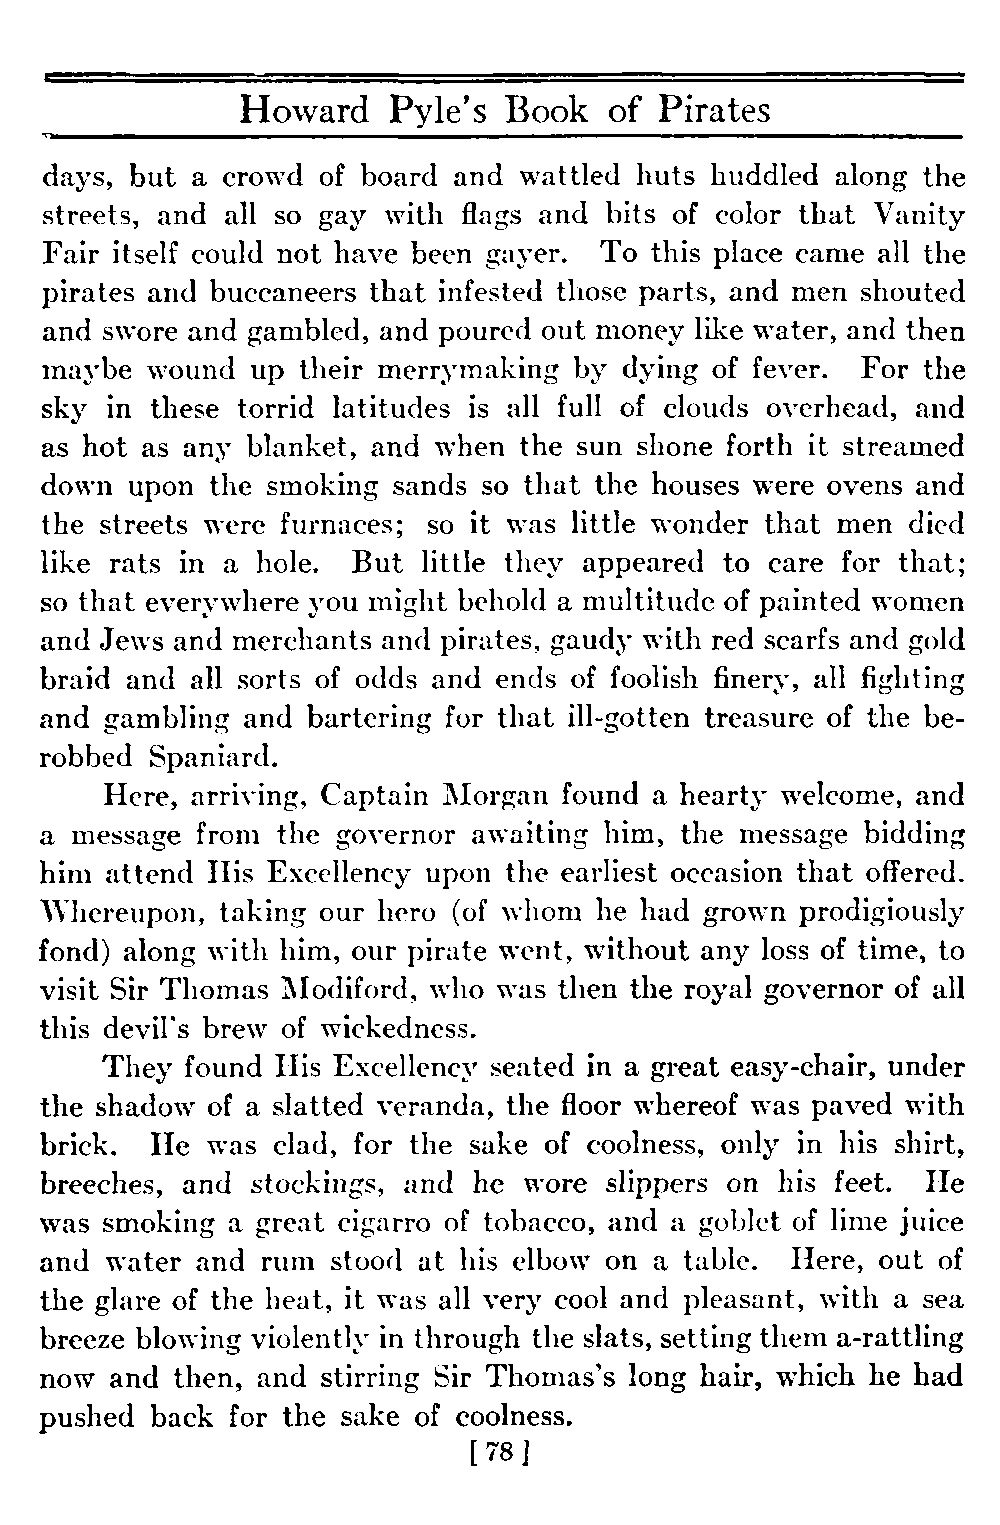 Howard Pyle's Book of Pirates
days, but a crowd of board and wattled huts huddled along the
streets, and all so gay with flags and bits of color that Vanity
Fair itself could not have been gayer. To this place came all the
pirates and buccaneers that infested those parts, and men shouted
and swore and gambled, and poured out money like water, and then
maybe wound up their merrymaking by dying of fever. For the
sky in these torrid latitudes is all full of clouds overhead, and
as hot as any blanket, and when the sun shone forth it streamed
down upon the smoking sands so that the houses were ovens and
the streets were furnaces; so it was little wonder that men died
like rats in a hole. But little they appeared to care for that;
so that everywhere you might behold a multitude of painted women
and Jews and merchants and pirates, gaudy with red scarfs and gold
braid and all sorts of odds and ends of foolish finery, all fighting
and gambling and bartering for that ill-gotten treasure of the be-
robbed Spaniard.
Here, arriving, Captain Morgan found a hearty welcome, and
a message from the governor awaiting him, the message bidding
him attend His Excellency upon the earliest occasion that offered.
Whereupon, taking our hero (of whom he had grown prodigiously
fond) along with him, our pirate went, without any loss of time, to
visit Sir Thomas Modiford, who was then the royal governor of all
this devil's brew of wickedness.
They found His Excellency seated in a great easy-chair, under
the shadow of a slatted veranda, the floor whereof was paved with
brick. He was clad, for the sake of coolness, only in his shirt,
breeches, and stockings, and he wore slippers on his feet. He
was smoking a great cigarro of tobacco, and a goblet of lime juice
and water and rum stood at his elbow on a table. Here, out of
the glare of the heat, it was all very cool and pleasant, with a sea
breeze blowing violently in through the slats, setting them a-rattling
now and then, and stirring Sir Thomas's long hair, which he had
pushed back for the sake of coolness.
[ 78 ]